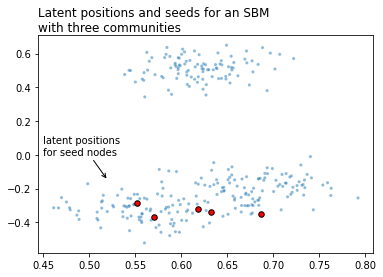 Latent positions and seeds for an SBM
with three communities
0.6
0.4
0.2
0.0
−0.2
−0.4
latent positions
for seed nodes
0.45 0.50 0.55 0.60 0.65 0.70 0.75 0.80